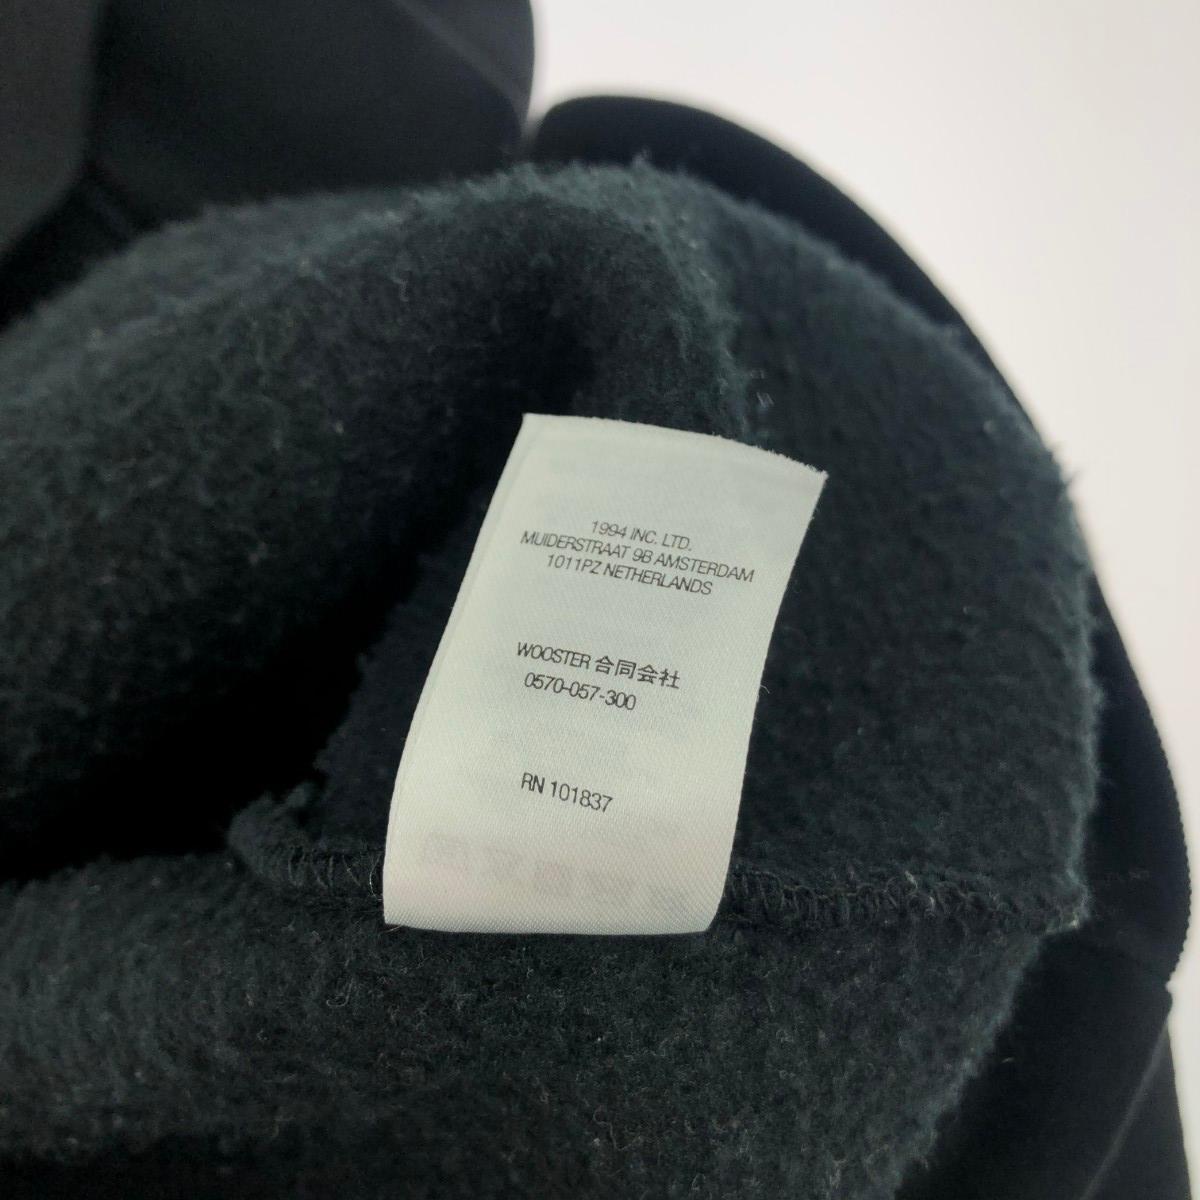 1994 INC. LTD.
MUIDERSTRAAT 9B AMSTERDAM
1011PZ NETHERLANDS
WOOSTER 合同会社
0570-057-300
RN 101837